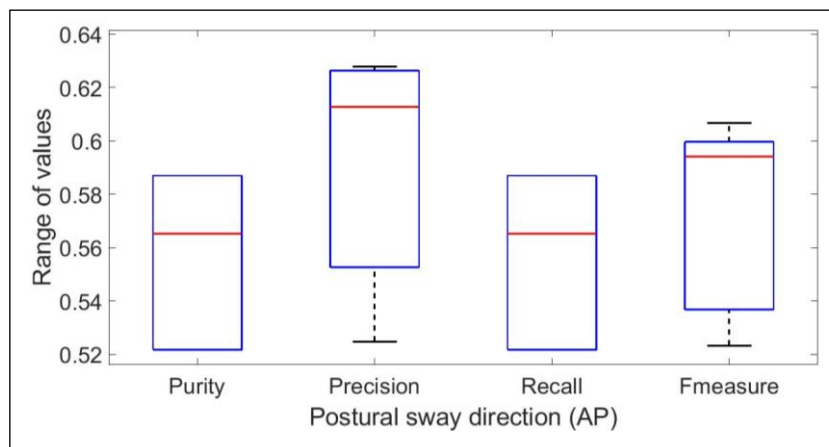 0.64
0.62
0.6
0.58
0.56
0.54
0.52
Range of values
Purity Precision Recall Fmeasure
Postural sway direction (AP)